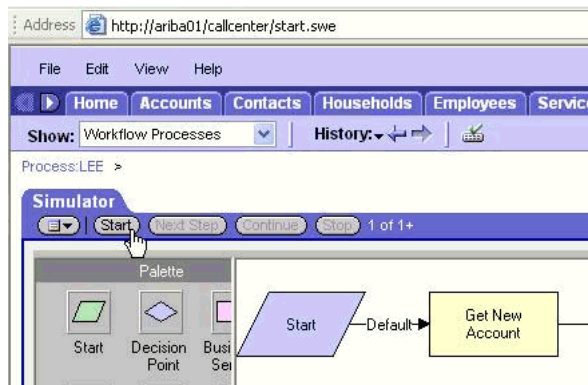 Address http://ariba01/callcenter/start.swe
File Edit View Help
Home Accounts Contacts Households Employees Servic
Show: Workflow Processes History:
Process:LEE >
Simulator
Start Next Step Continue Stop 1 of 1+
Palette
Start Decision Point Busi Ser
Start Default Get New Account